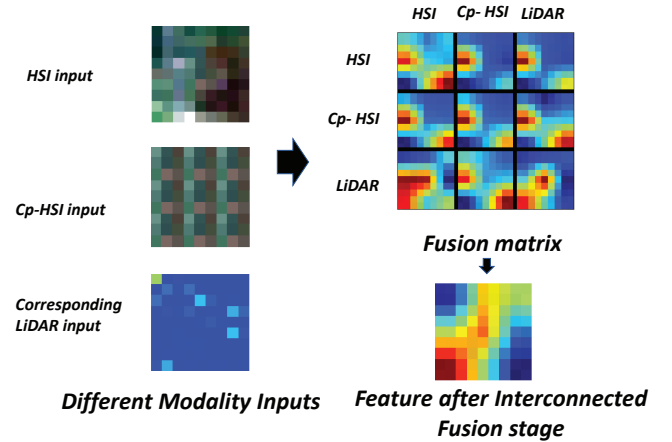 HSI Cp- HSI LiDAR
HSI input
HSI
Cp- HSI
Cp-HSI input
LiDAR
Fusion matrix
Corresponding
LiDAR input
Different Modality Inputs
Feature after Interconnected
Fusion stage